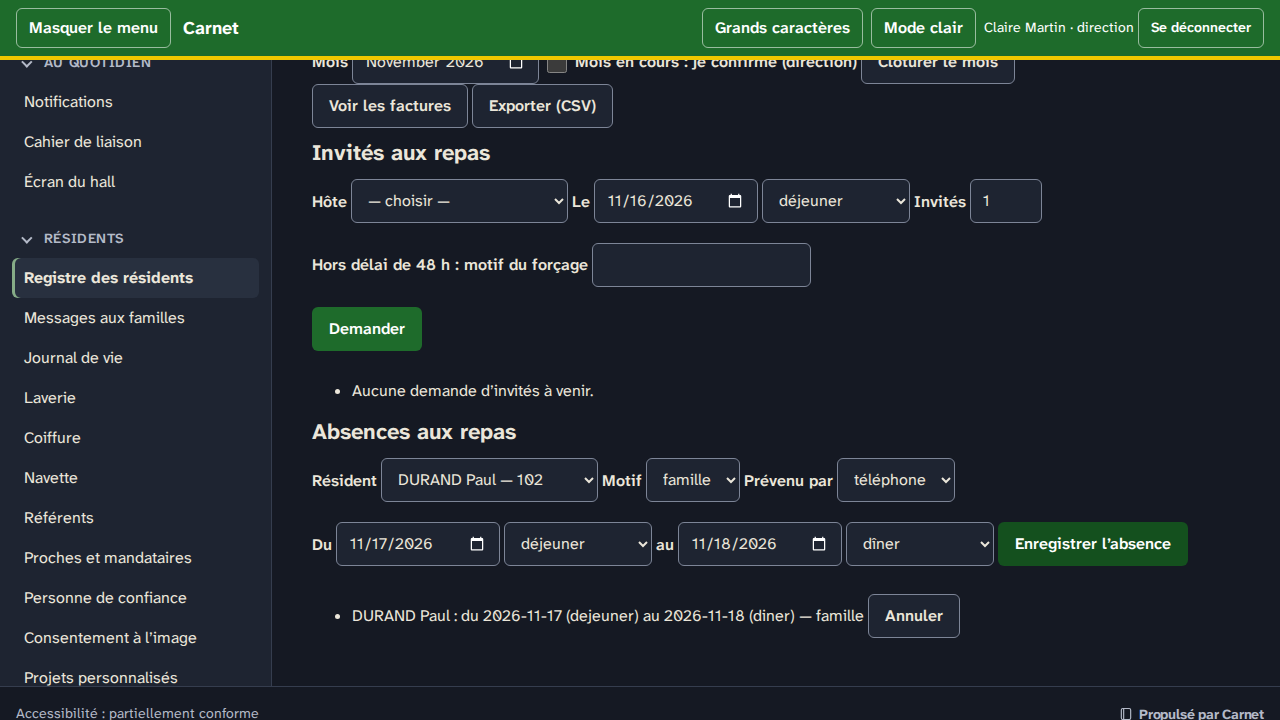 Masquer le menu Carnet Grands caractères Mode clair Claire Martin · direction Se déconnecter
AU QUOTIDIEN
Notifications
Cahier de liaison
Écran du hall
RÉSIDENTS
Registre des résidents
Messages aux familles
Journal de vie
Laverie
Coiffure
Navette
Référents
Proches et mandataires
Personne de confiance
Consentement à l'image
Projets personnalisés
Mois November 2026 Mois en cours : je confirme (direction) Clôturer le mois
Voir les factures Exporter (CSV)
Invités aux repas
Hôte — choisir — Le 11/16/2026 déjeuner Invités 1
Hors délai de 48 h : motif du forçage
Demander
• Aucune demande d'invités à venir.
Absences aux repas
Résident DURAND Paul — 102 Motif famille Prévenu par téléphone
Du 11/17/2026 déjeuner au 11/18/2026 dîner Enregistrer l'absence
• DURAND Paul : du 2026-11-17 (dejeuner) au 2026-11-18 (diner) — famille Annuler
Accessibilité : partiellement conforme Propulsé par Carnet